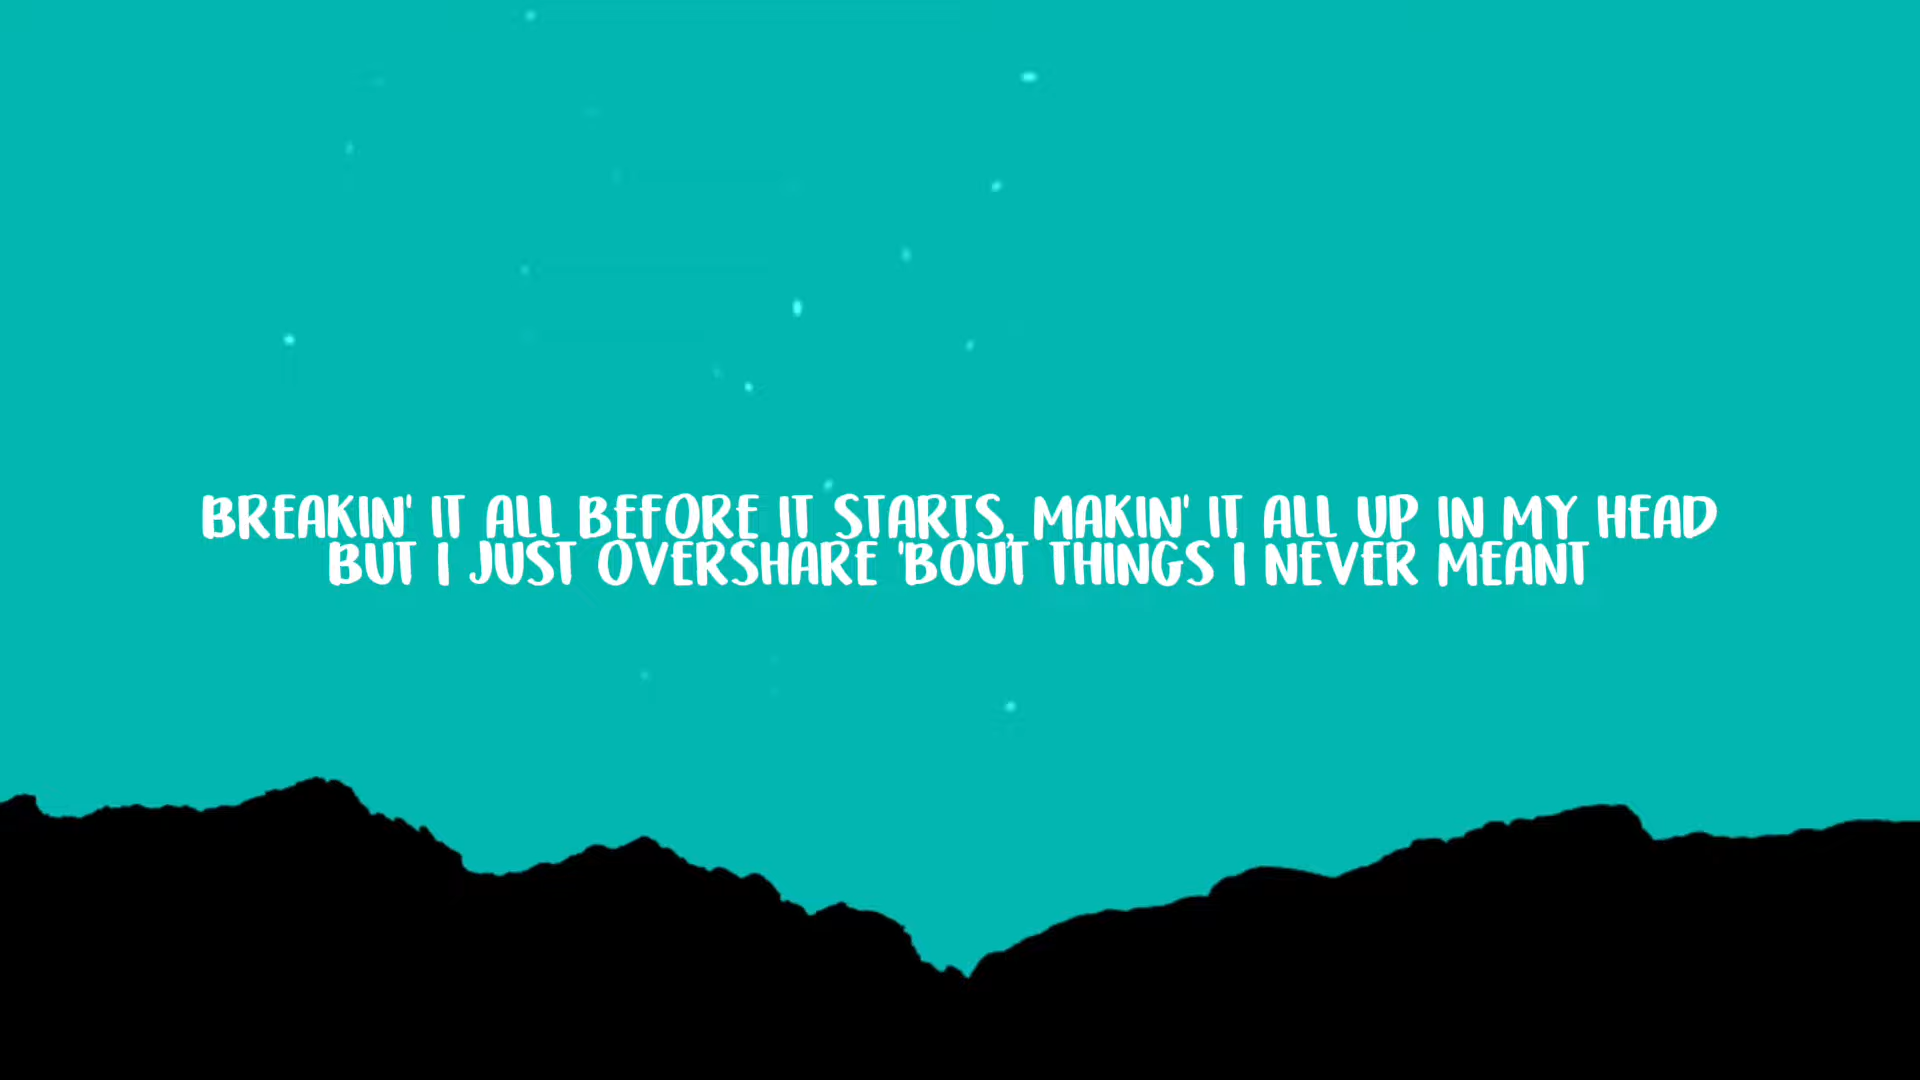 BREAKIN' IT ALL BEFORE IT STARTS, MAKIN' IT ALL UP IN MY HEAD
BUT I JUST OVERSHARE 'BOUT THINGS I NEVER MEANT